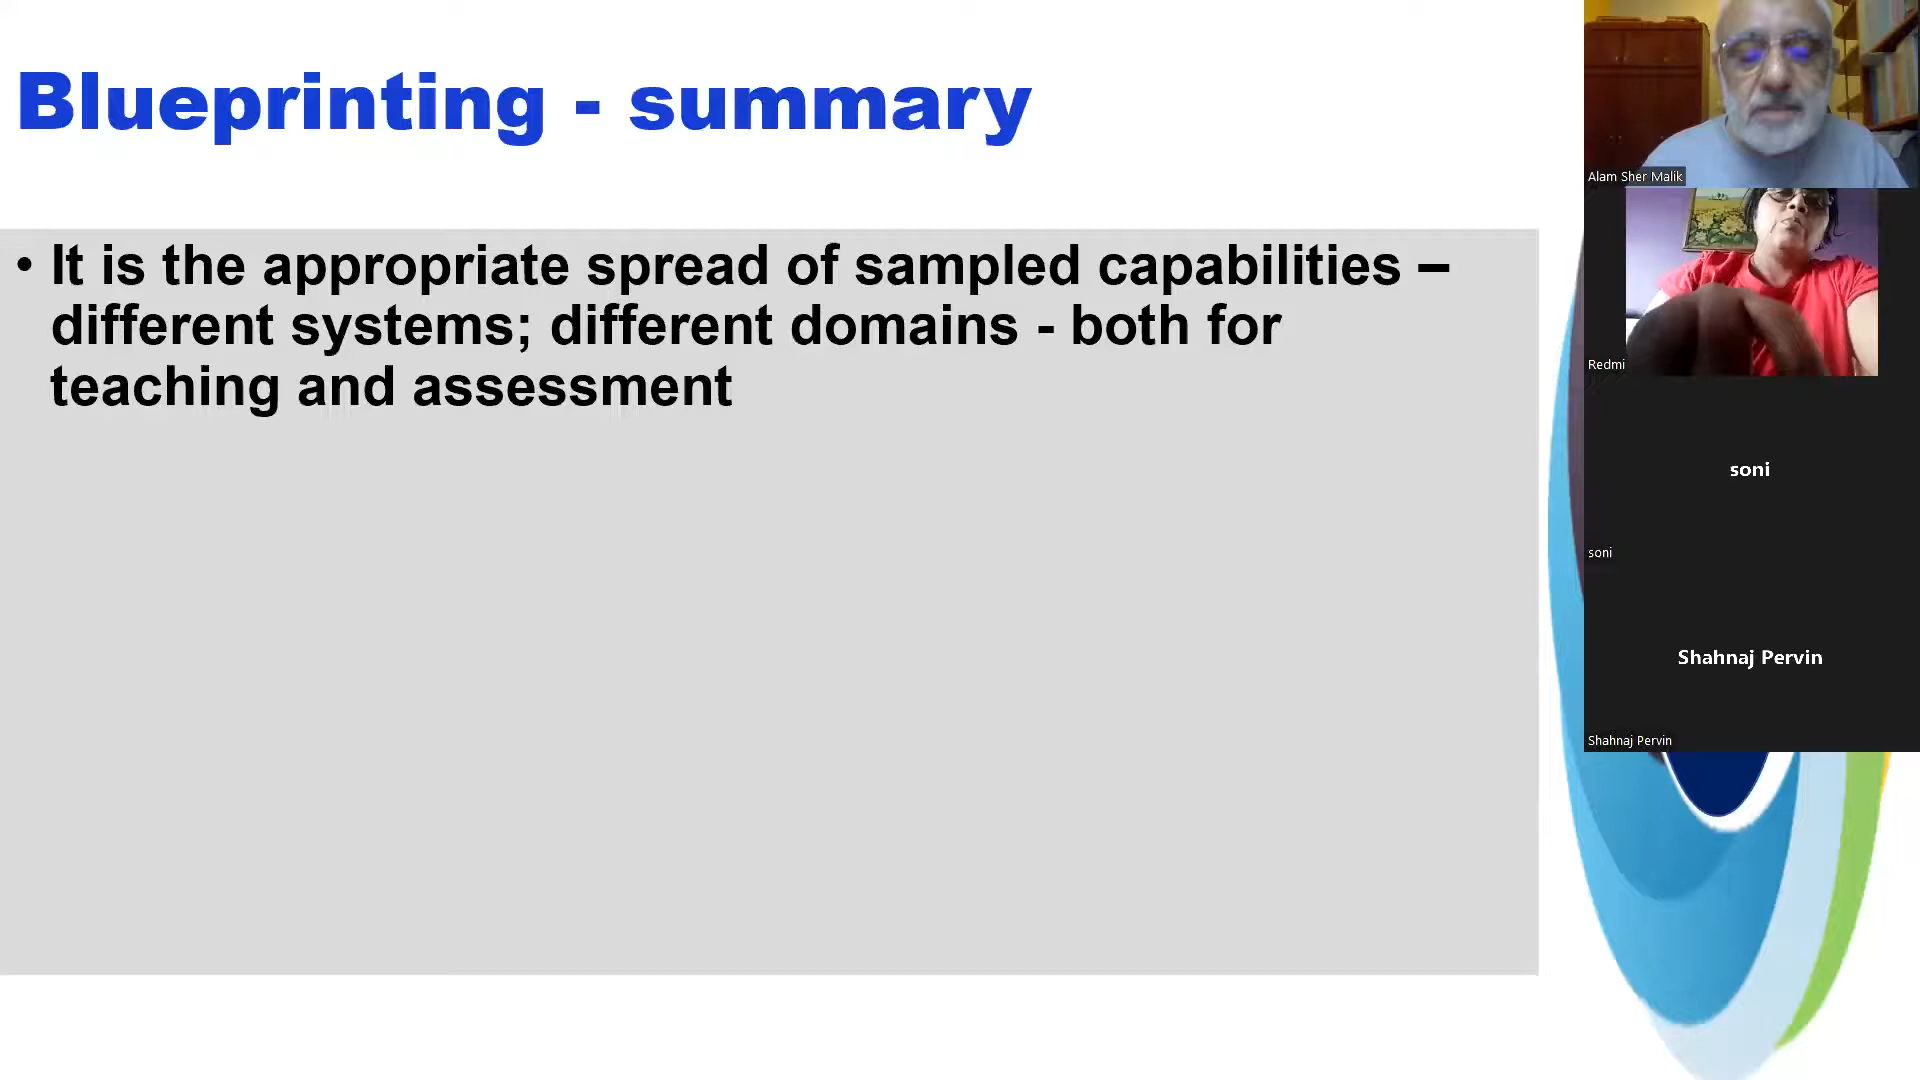 Blueprinting - summary
• It is the appropriate spread of sampled capabilities –
different systems; different domains - both for
teaching and assessment
Alam Sher Malik
Redmi
soni
soni
Shahnaj Pervin
Shahnaj Pervin